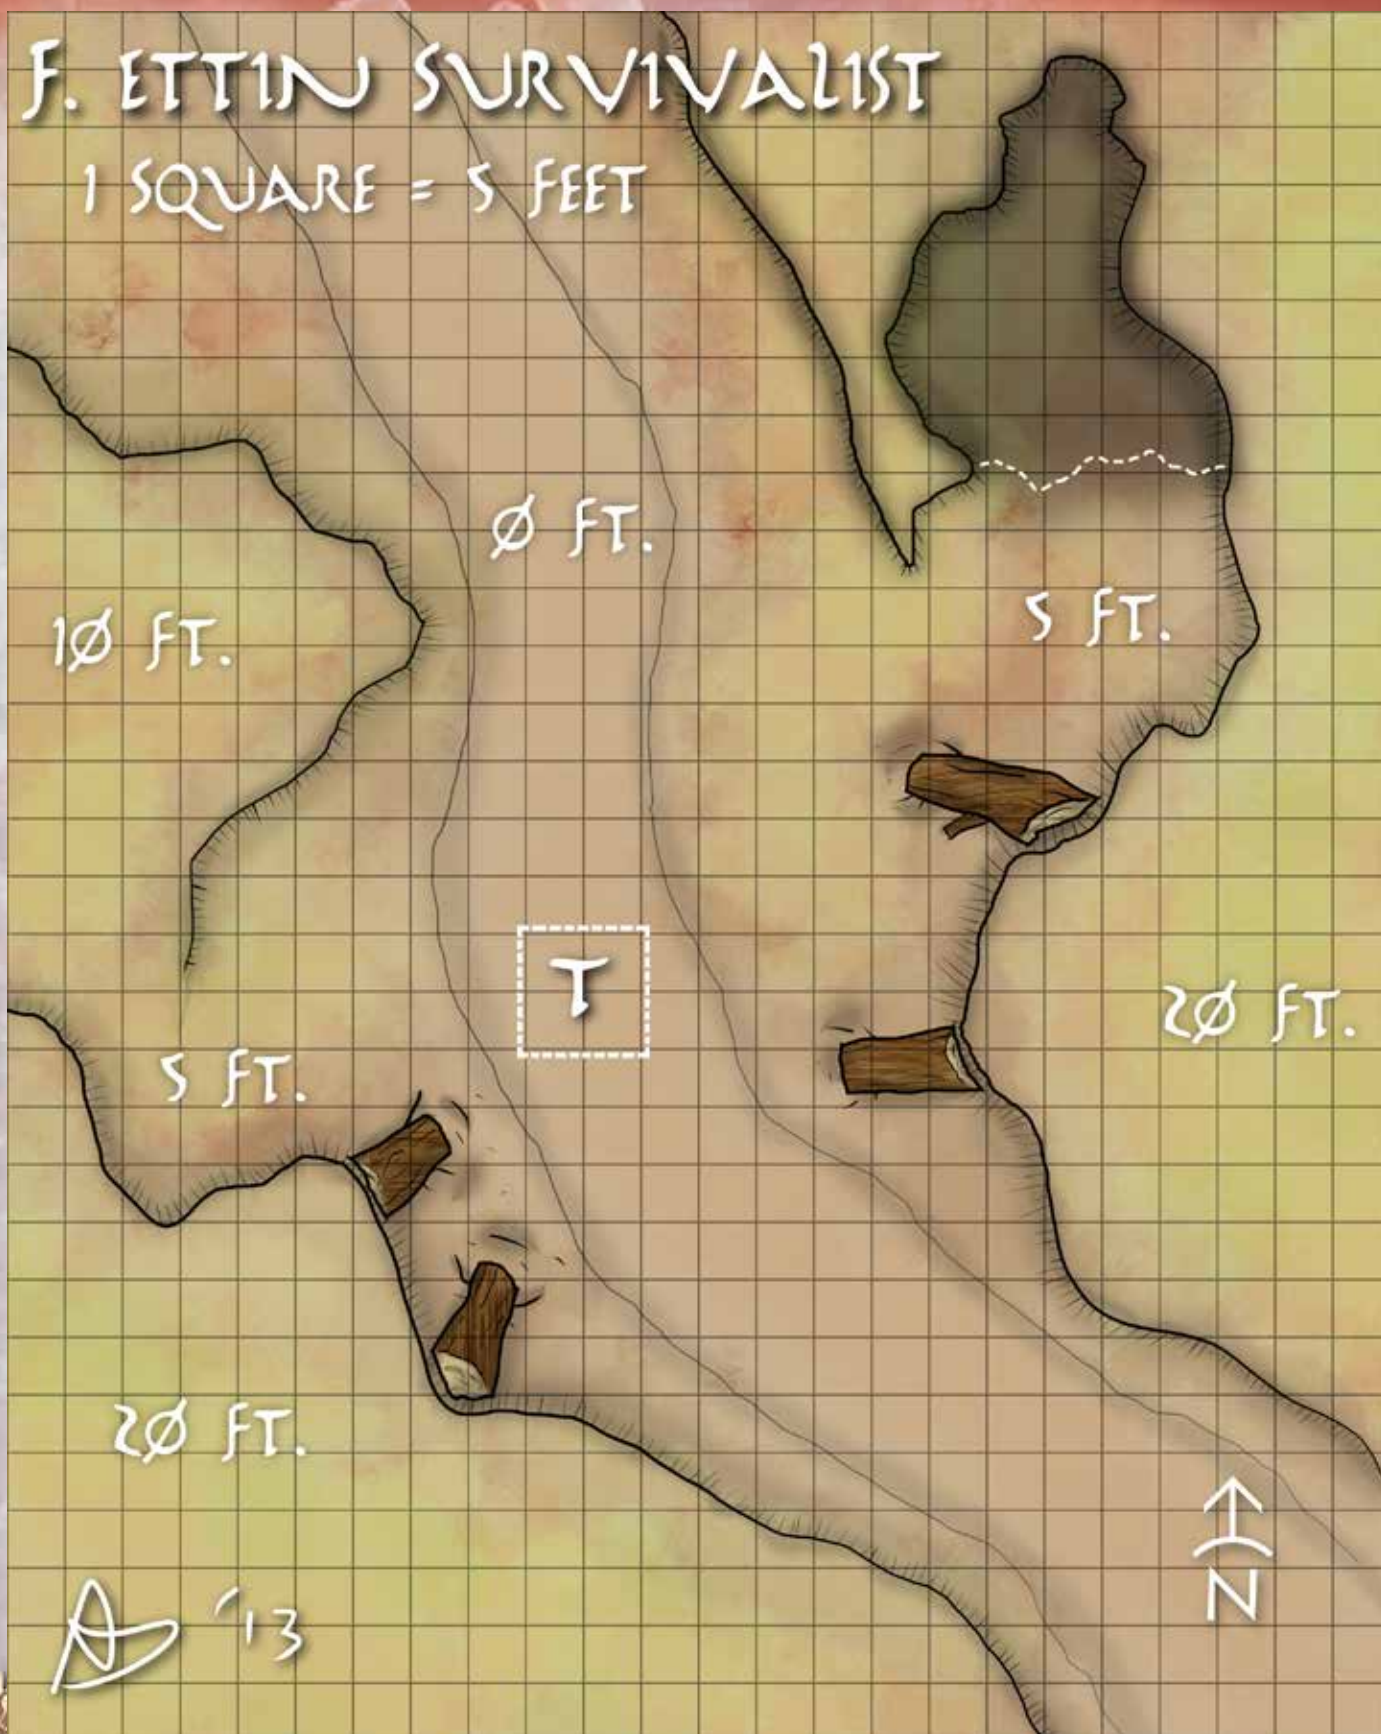 F. ETTIN SURVIVALIST
1 SQUARE = 5 FEET
Ø FT.
5 FT.
1Ø FT.
T
2Ø FT.
5 FT.
2Ø FT.
N
'13